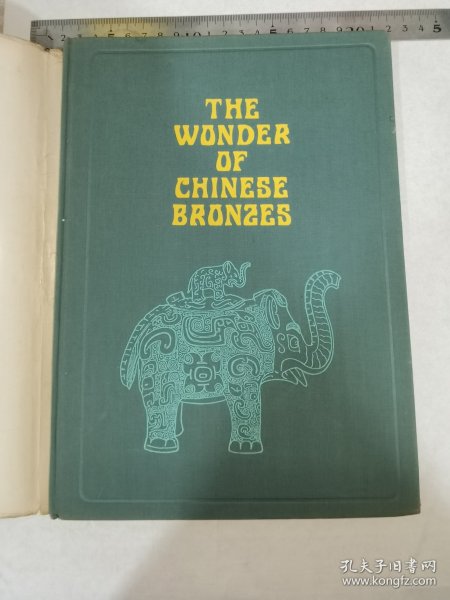 THE
WONDER
OF
CHINESE
BRONZES
孔夫子旧书网
www.kongfz.com